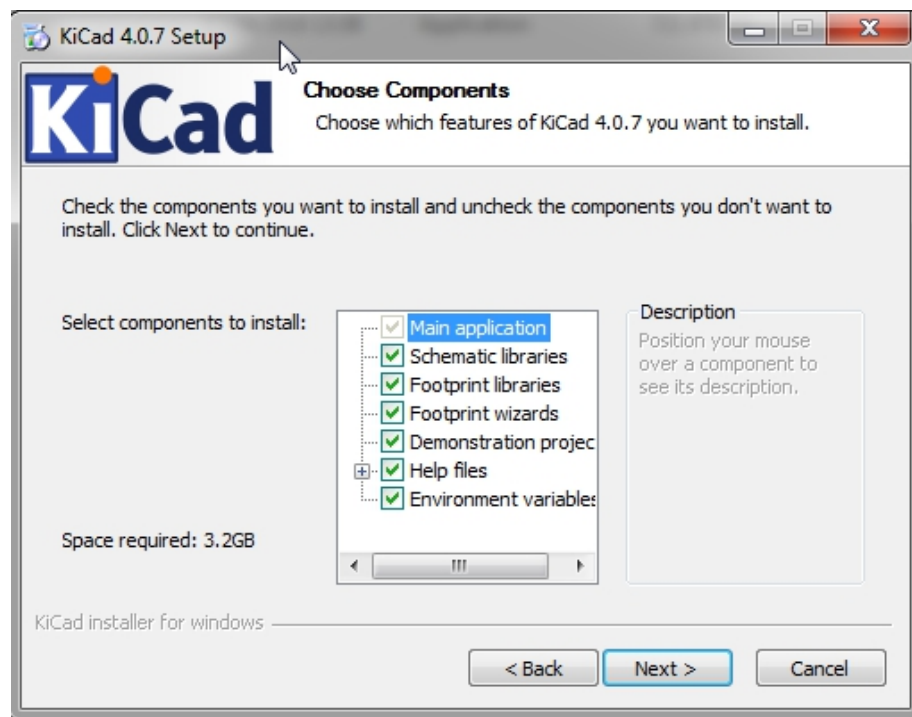 KiCad 4.0.7 Setup
KiCad
Choose Components
Choose which features of KiCad 4.0.7 you want to install.
Check the components you want to install and uncheck the components you don't want to
install. Click Next to continue.
Select components to install:
Main application
Schematic libraries
Footprint libraries
Footprint wizards
Demonstration projec
Help files
Environment variables
Description
Position your mouse
over a component to
see its description.
Space required: 3.2GB
KiCad installer for windows
< Back
Next >
Cancel